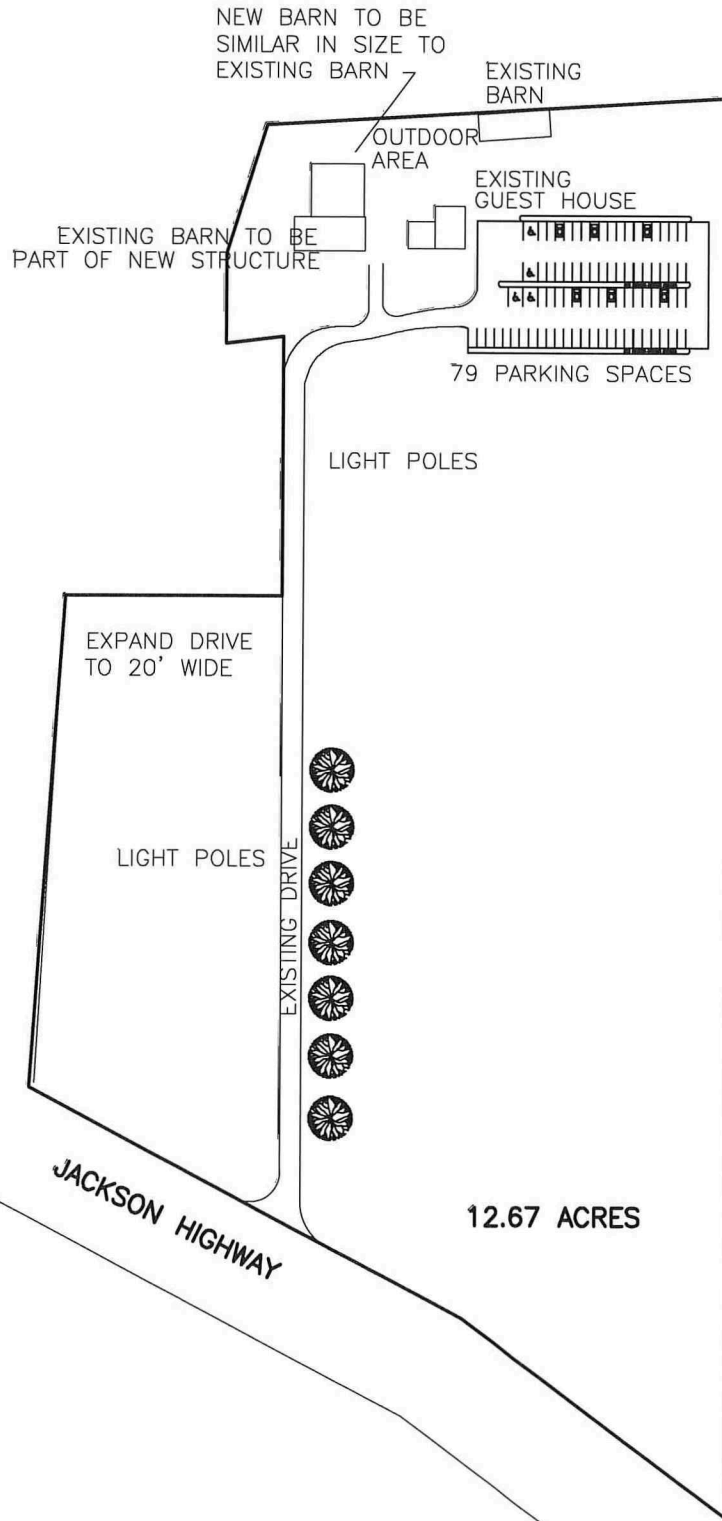 NEW BARN TO BE
SIMILAR IN SIZE TO
EXISTING BARN
EXISTING
BARN
OUTDOOR
AREA
EXISTING
GUEST HOUSE
EXISTING BARN TO BE
PART OF NEW STRUCTURE
79 PARKING SPACES
LIGHT POLES
EXPAND DRIVE
TO 20' WIDE
LIGHT POLES
EXISTING DRIVE
JACKSON HIGHWAY
12.67 ACRES